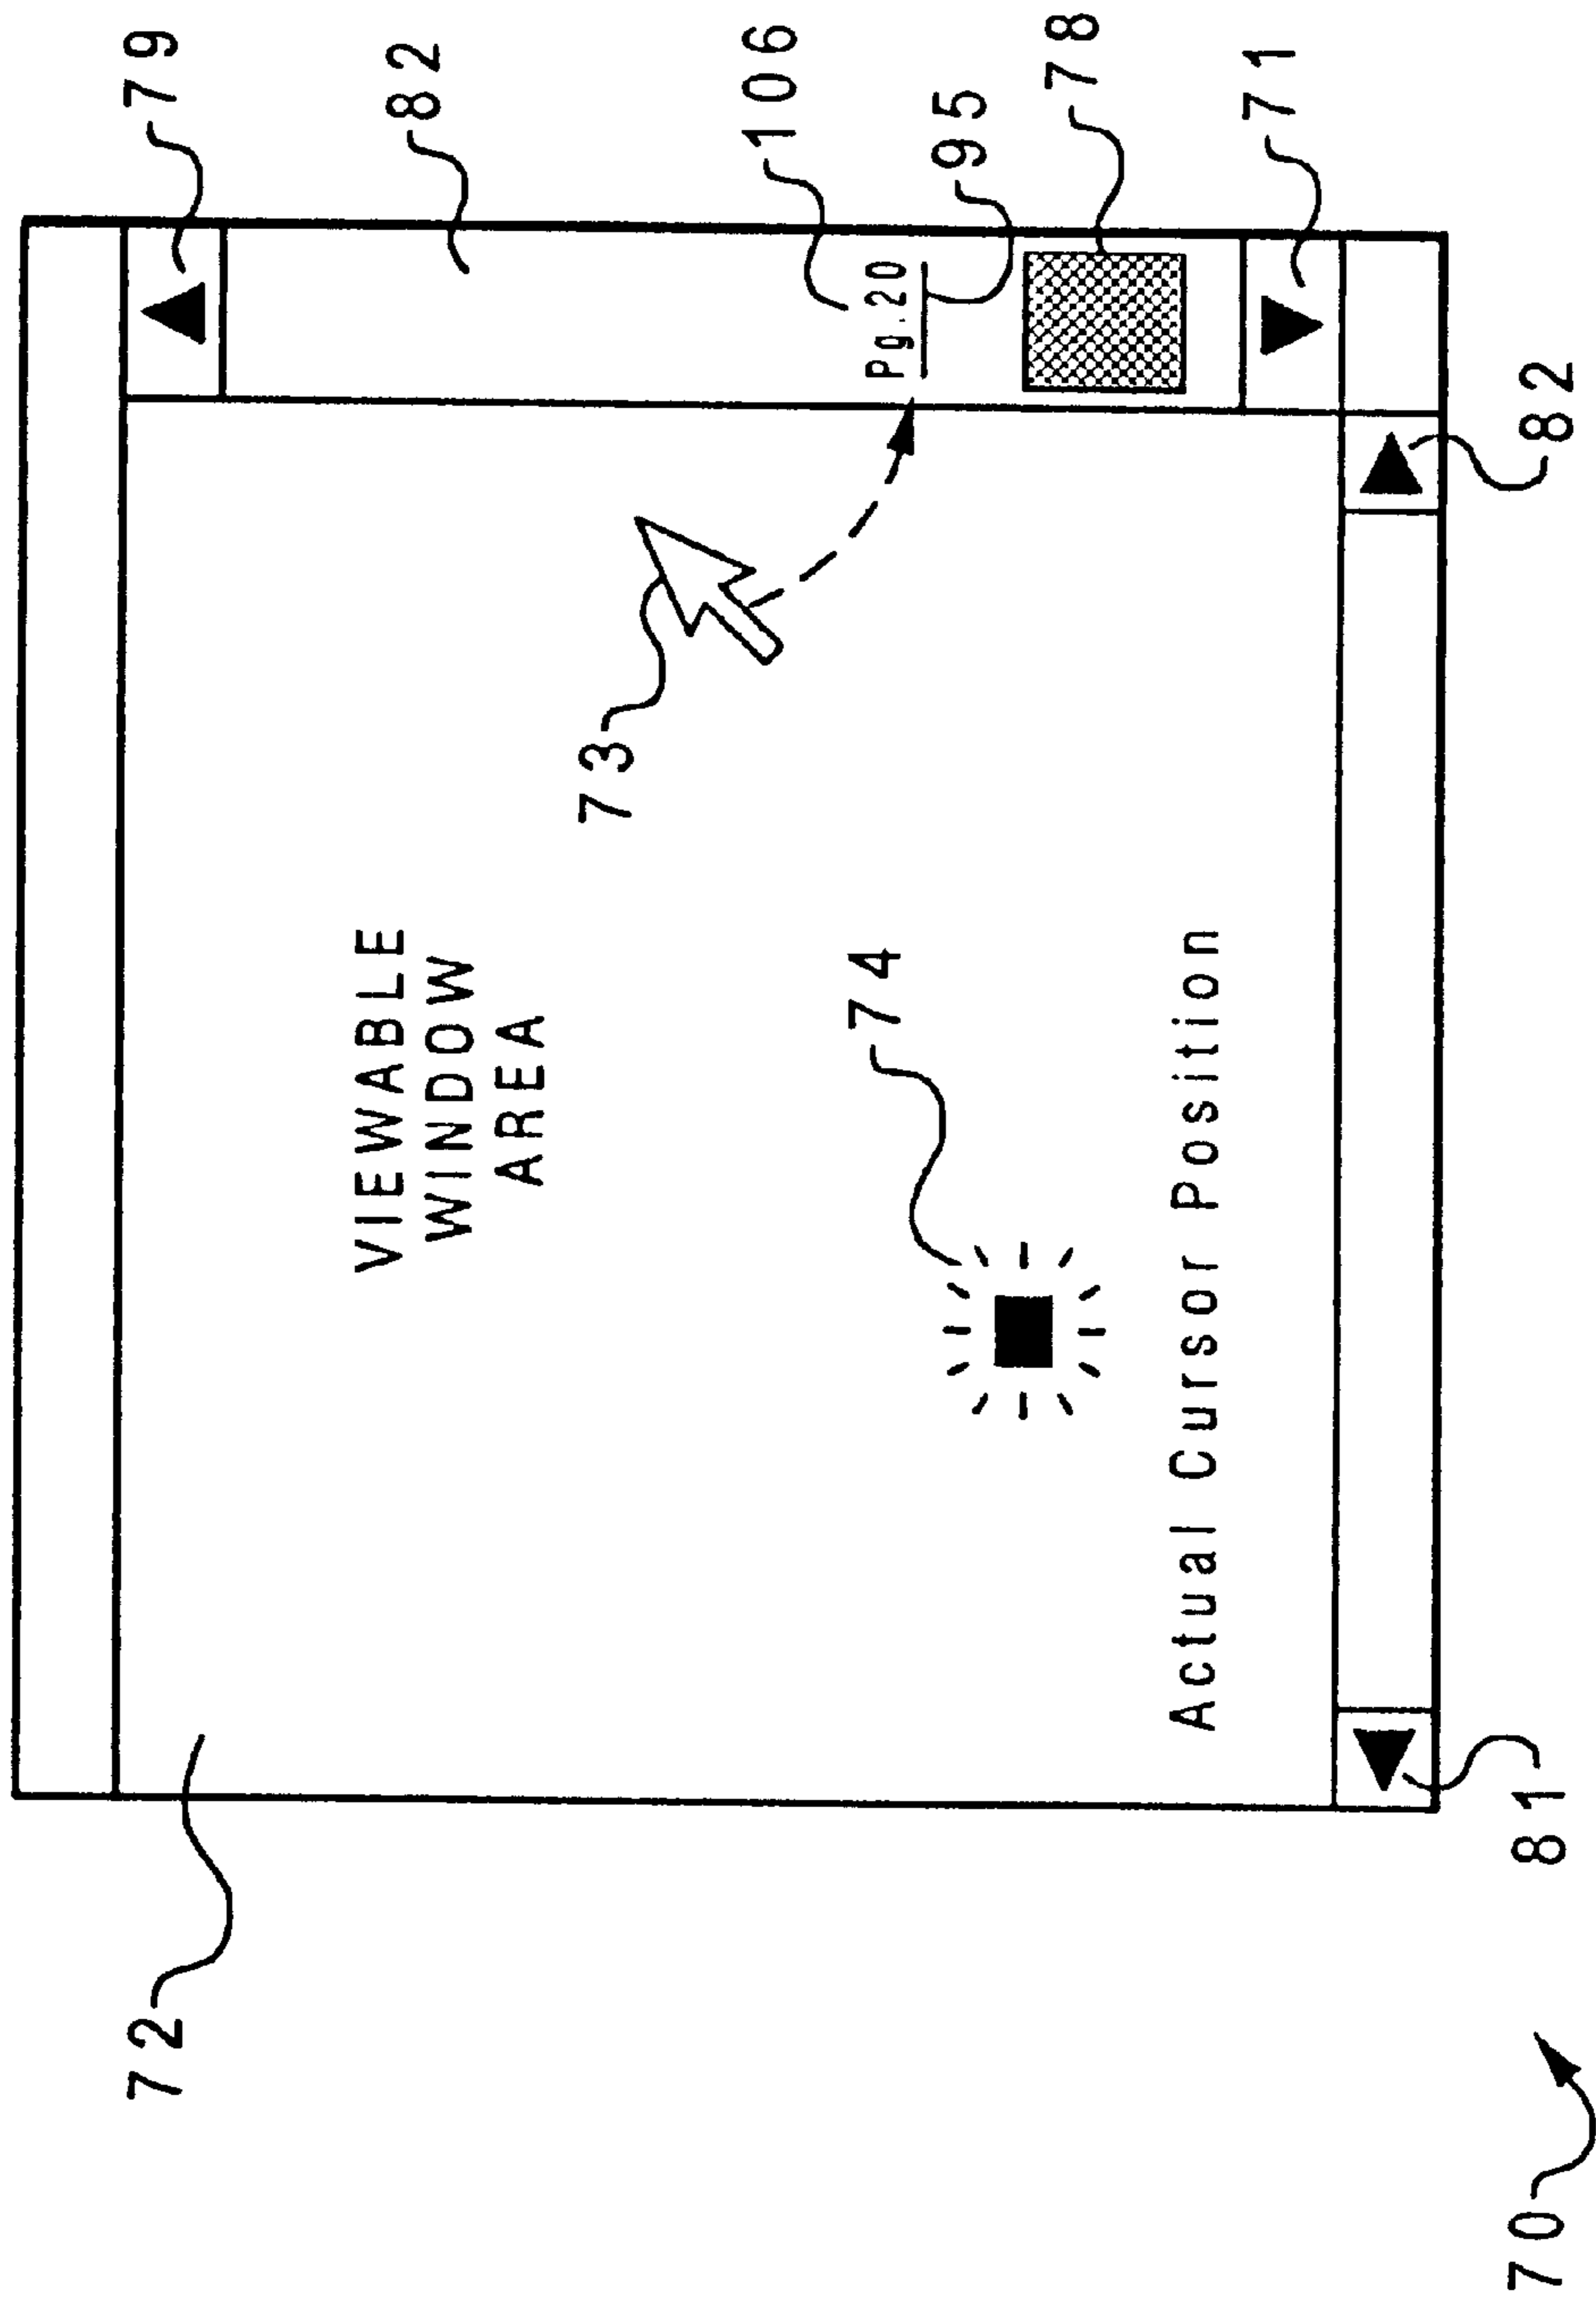 79
82
106
Pg.20
95
78
71
82
73
VIEWABLE
WINDOW
AREA
74
Actual Cursor Position
72
81
70